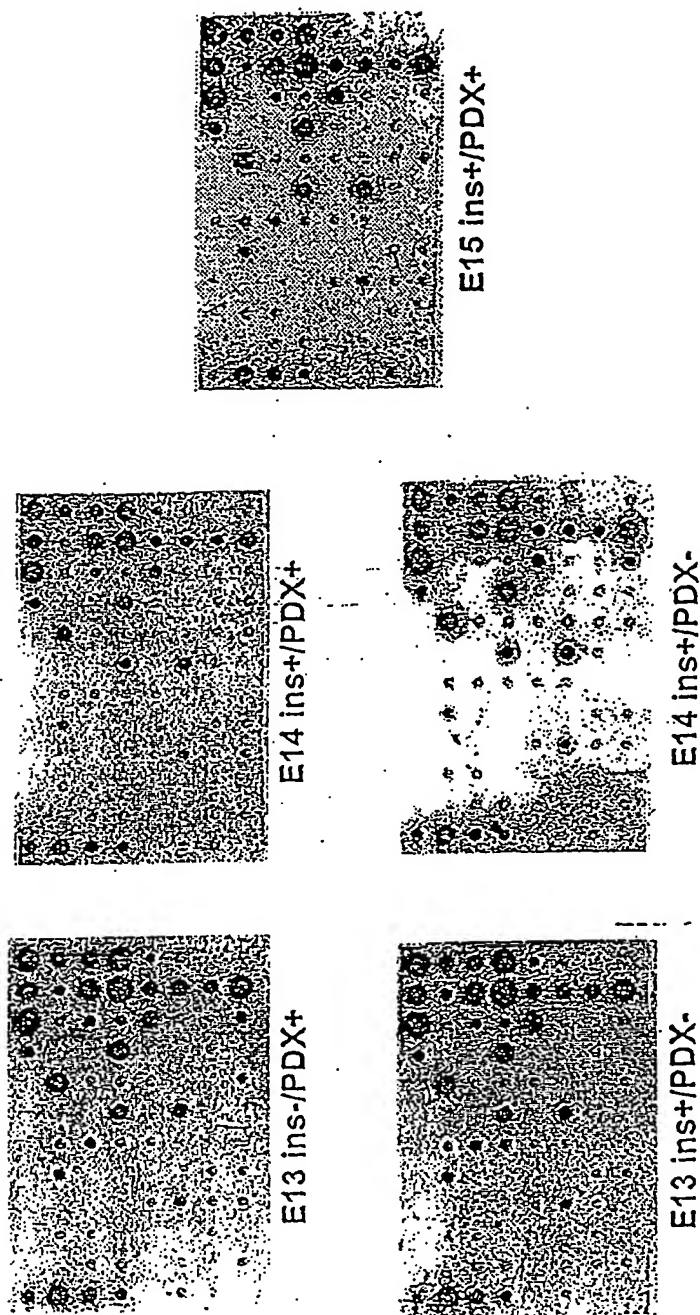 E15 ins+/PDX+
E14 ins+/PDX+
E14 ins+/PDX-
E13 ins-/PDX+
E13 ins+/PDX-